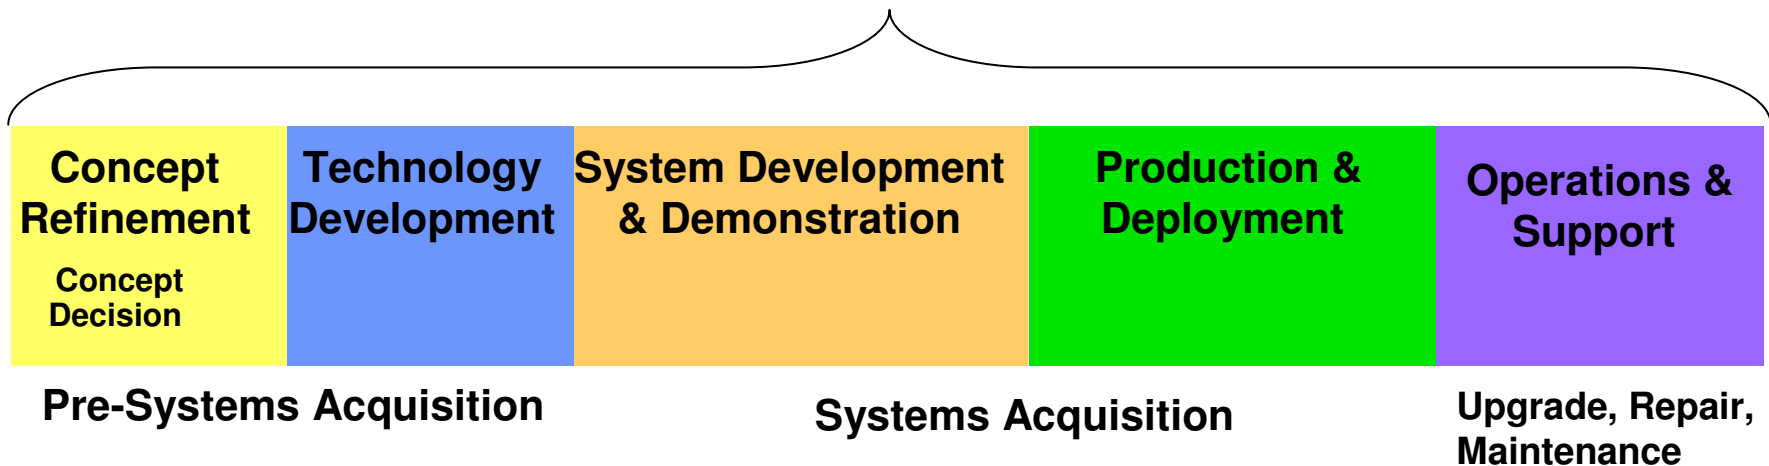 Concept
Refinement
Concept
Decision
Technology
Development
System Development
& Demonstration
Production &
Deployment
Operations &
Support
Pre-Systems Acquisition
Systems Acquisition
Upgrade, Repair,
Maintenance